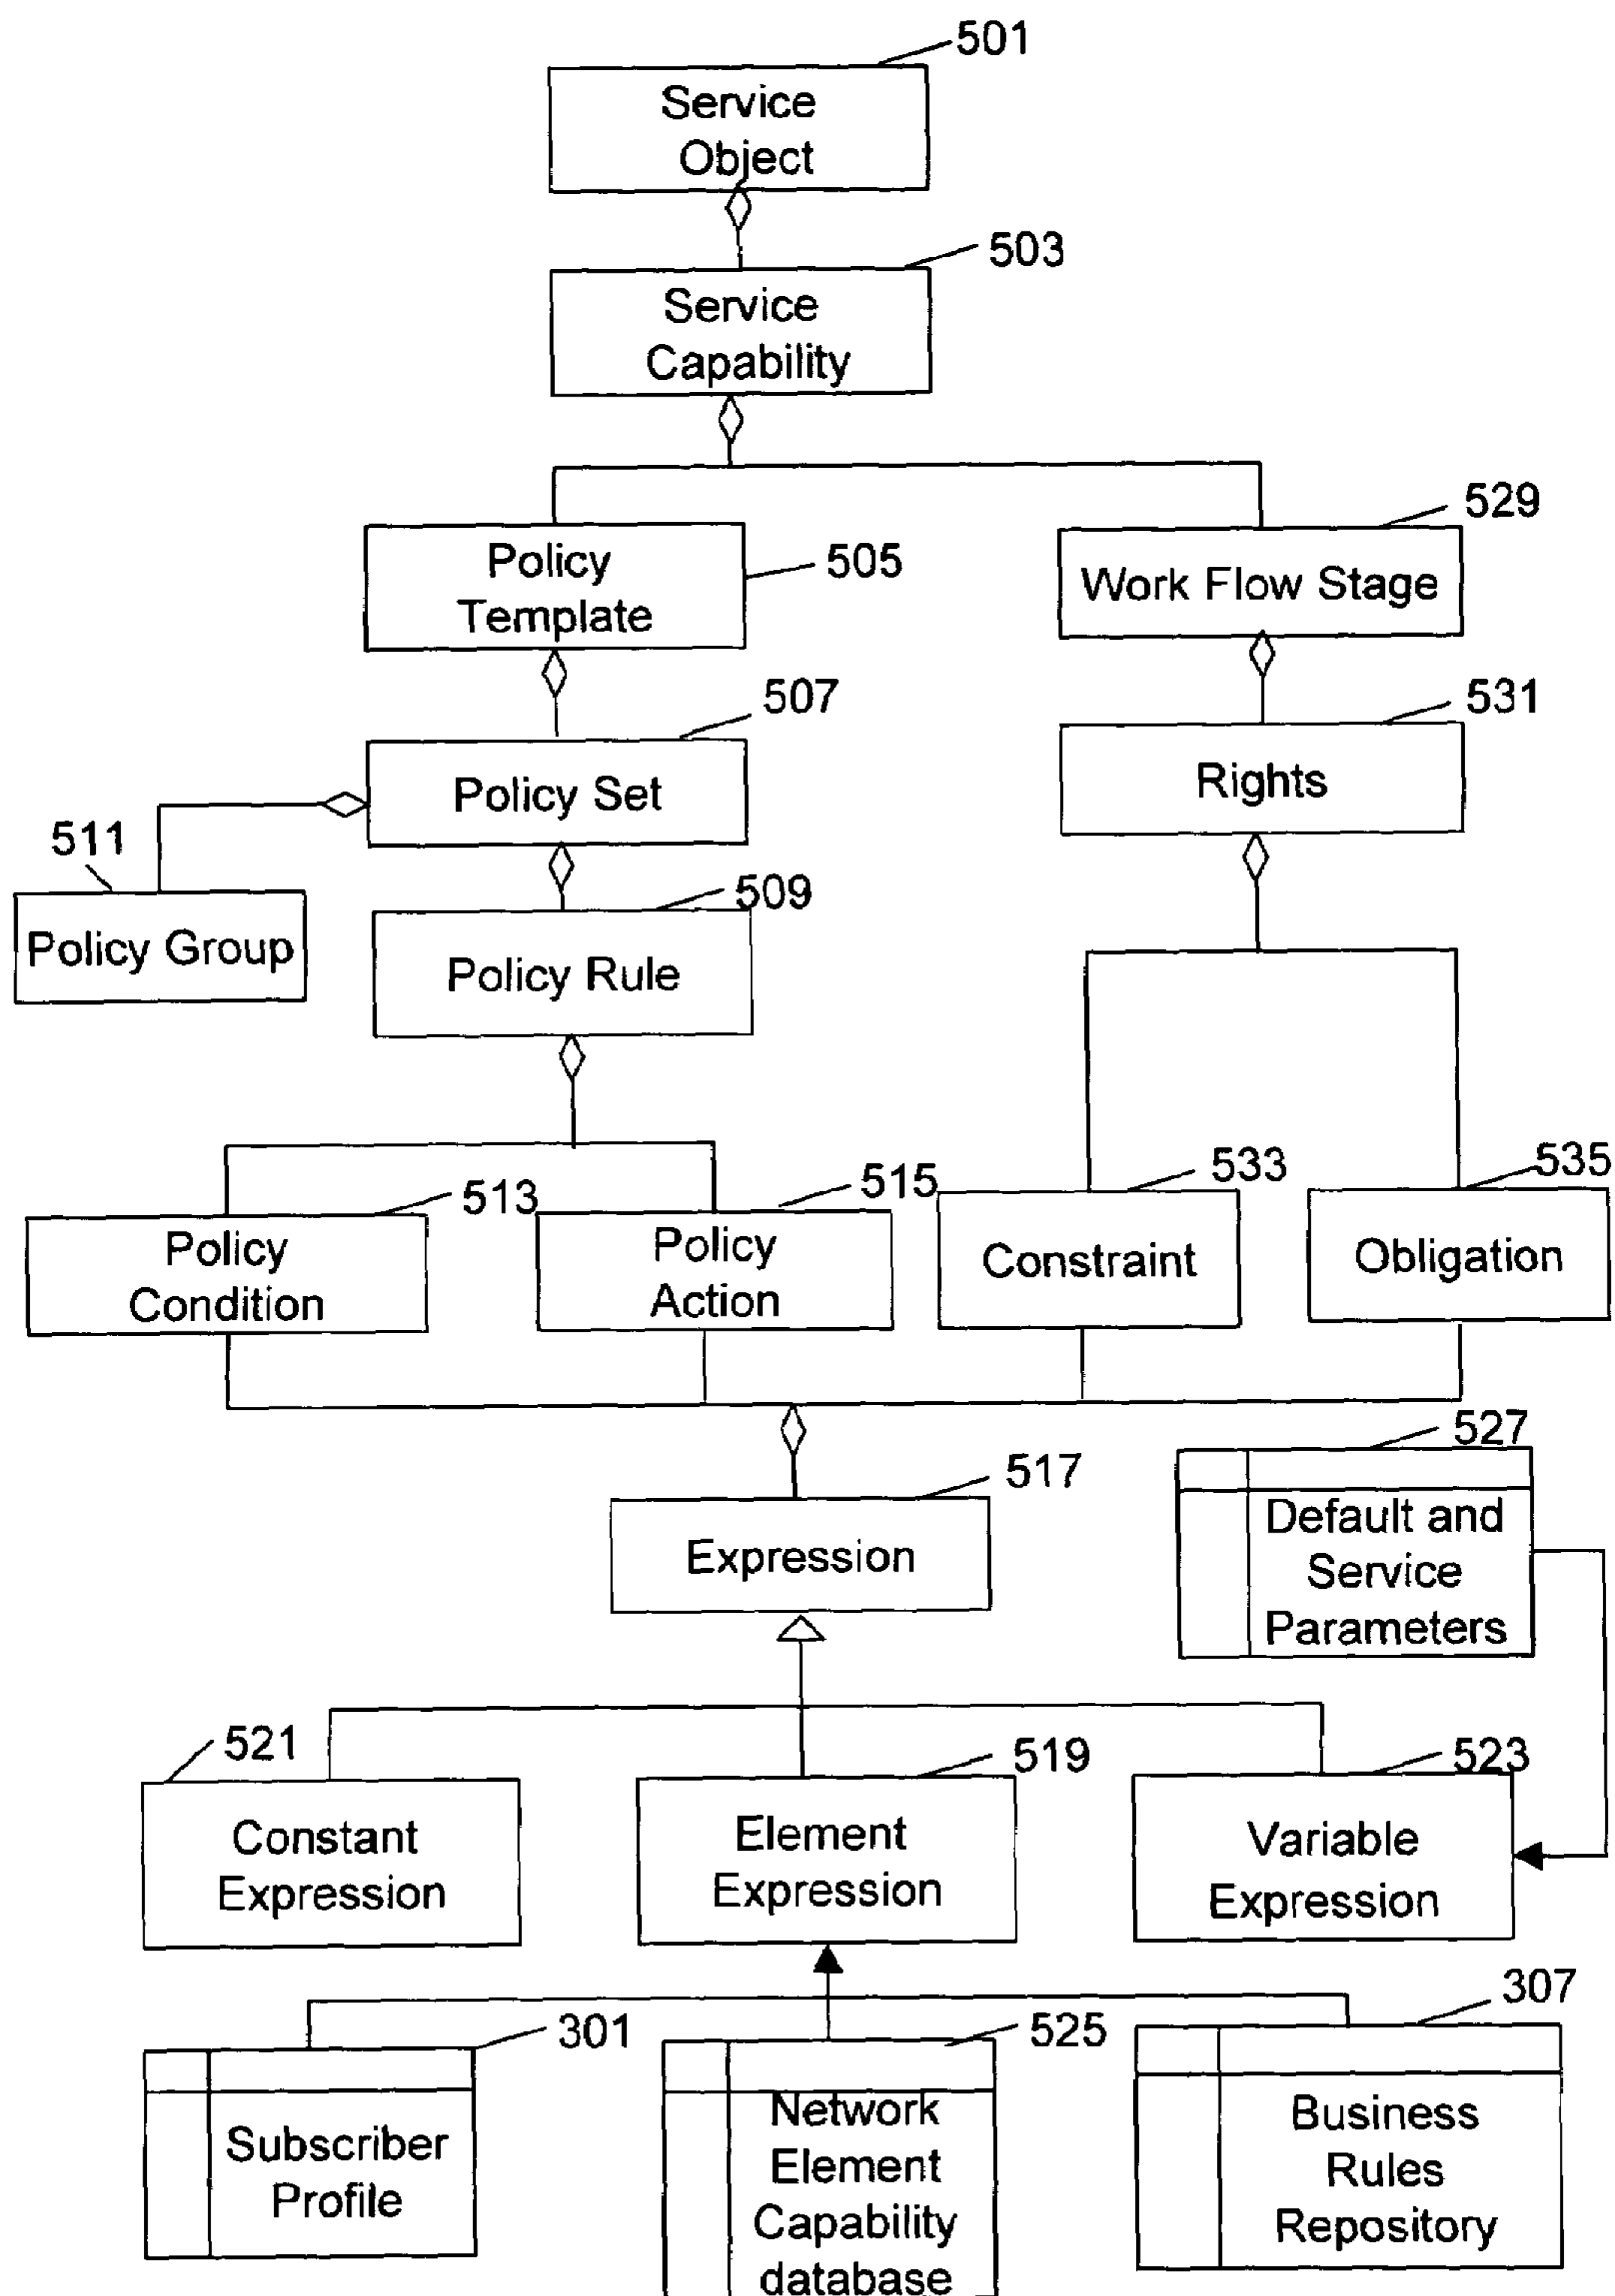 501
Service
Object
503
Service
Capability
529
Policy
Template
505
Work Flow Stage
507
531
Policy Set
Rights
511
509
Policy Group
Policy Rule
513
515
533
535
Policy
Condition
Policy
Action
Constraint
Obligation
527
517
Default and
Service
Parameters
Expression
521
519
523
Constant
Expression
Element
Expression
Variable
Expression
307
301
525
Subscriber
Profile
Network
Element
Capability
database
Business
Rules
Repository